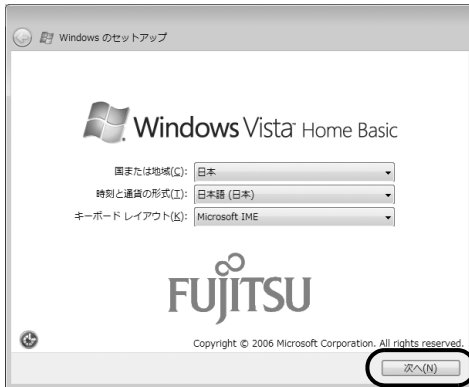 Windows のセットアップ
Windows Vista™ Home Basic
国または地域(C): 日本
時刻と通貨の形式(T): 日本語 (日本)
キーボード レイアウト(K): Microsoft IME
FUJITSU
Copyright © 2006 Microsoft Corporation. All rights reserved.
次へ(N)